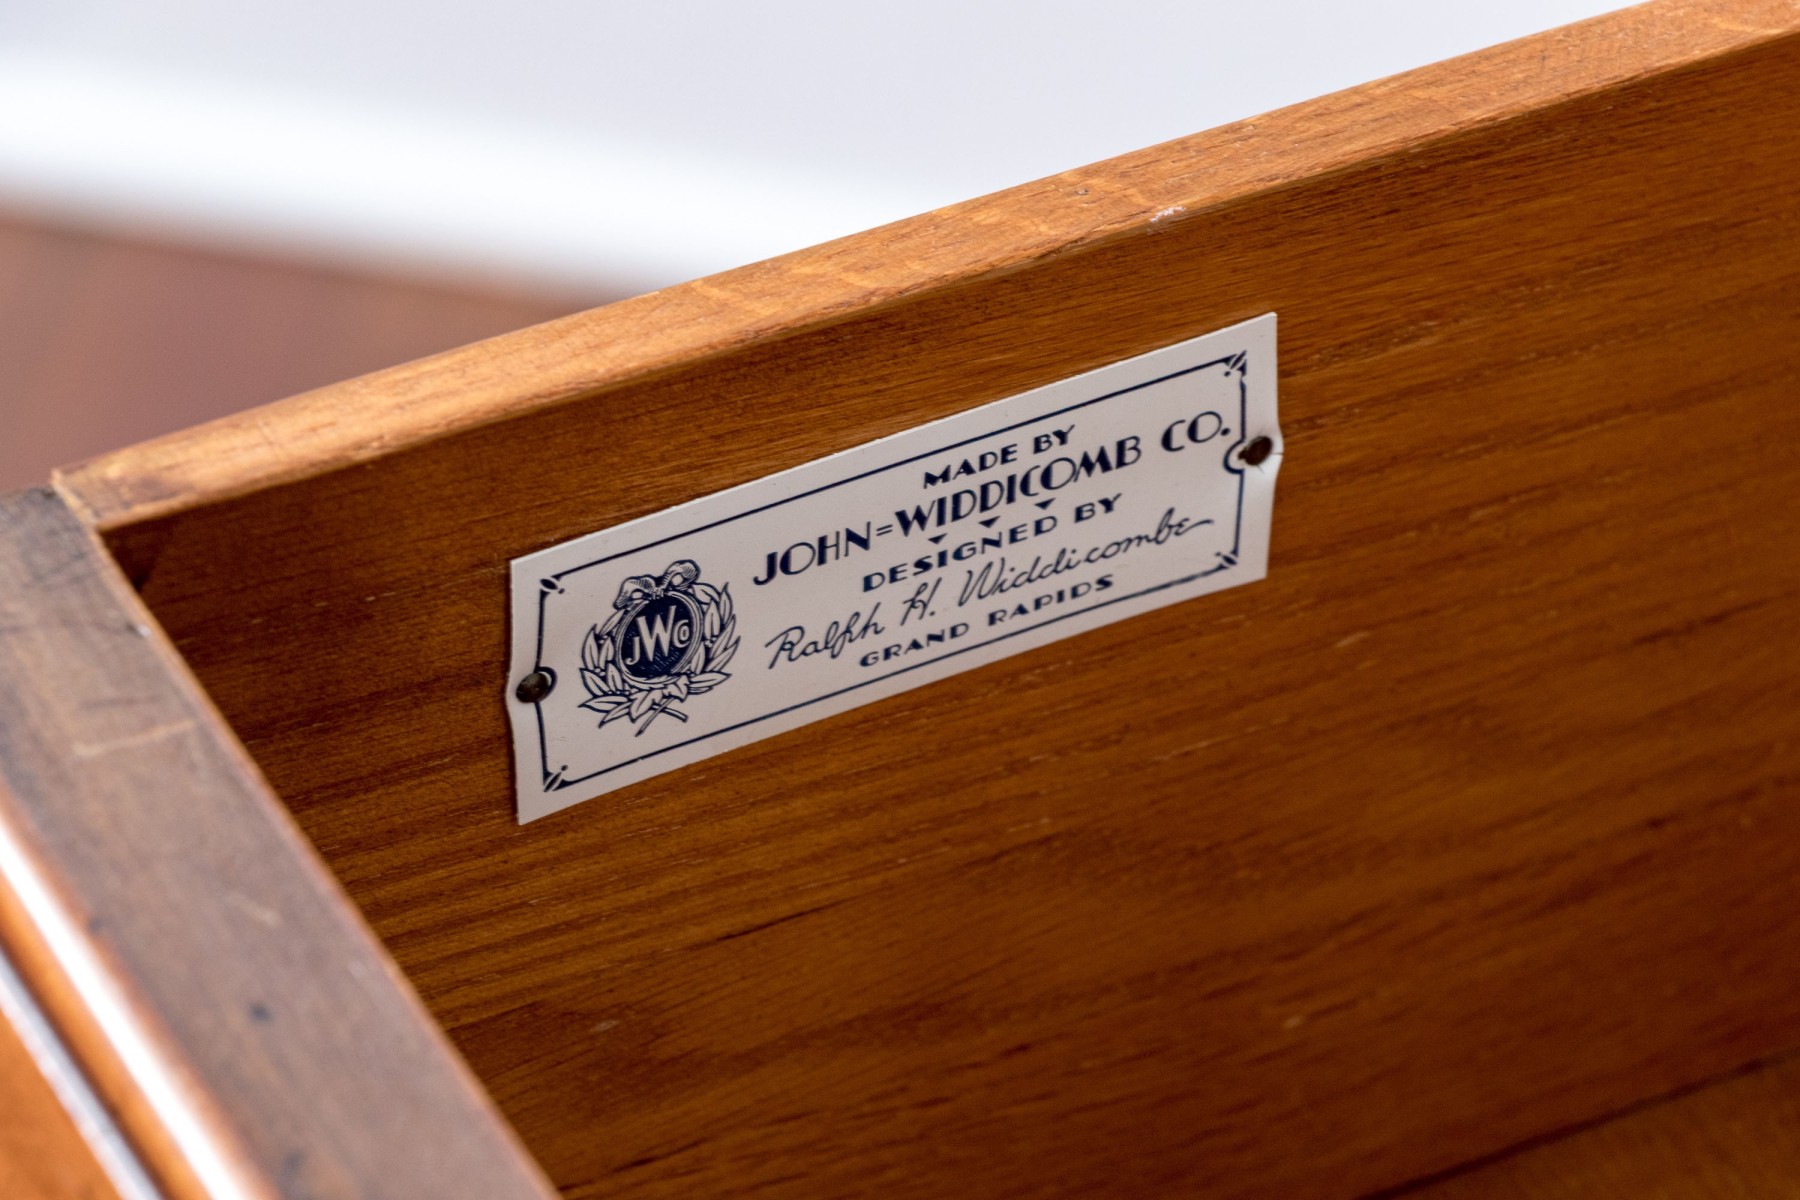 MADE BY
JOHN=WIDDICOMB CO.
DESIGNED BY
Ralph H. Widdicombe
GRAND RAPIDS
JWCO